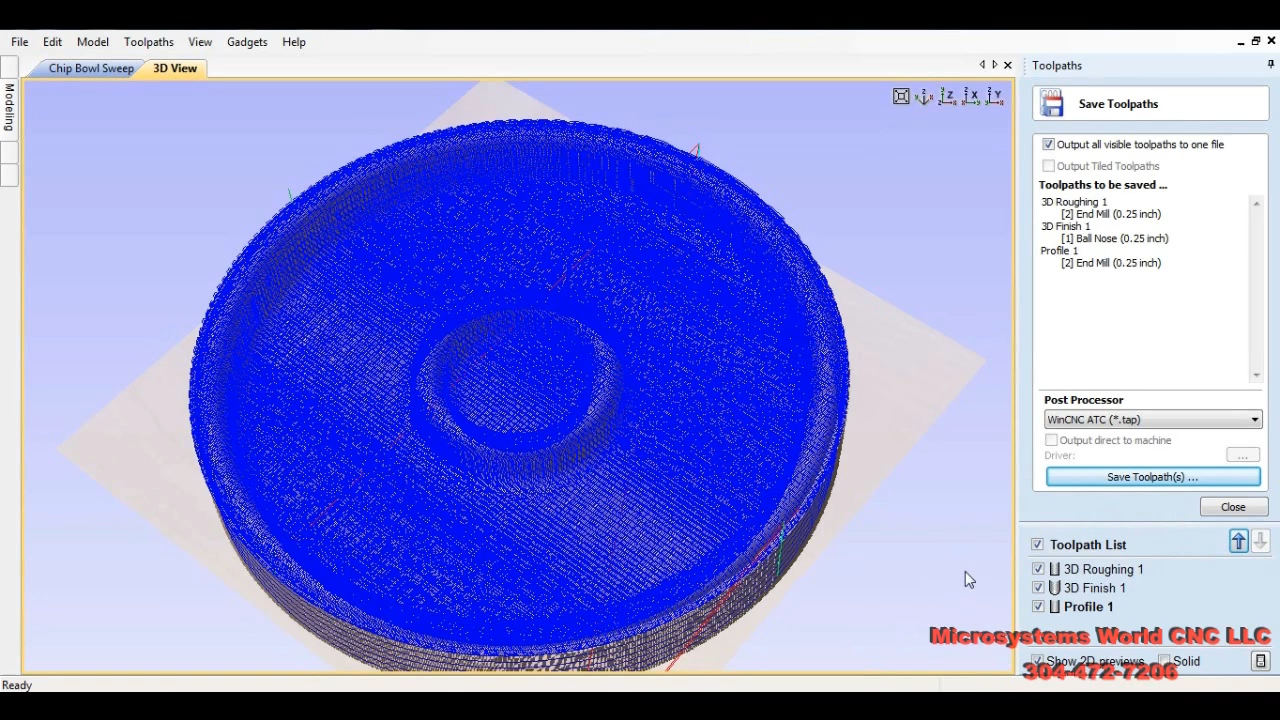 File Edit Model Toolpaths View Gadgets Help
Chip Bowl Sweep 3D View
Modeling
Toolpaths
Save Toolpaths
Output all visible toolpaths to one file
Output Tiled Toolpaths
Toolpaths to be saved ...
3D Roughing 1
[2] End Mill (0.25 inch)
3D Finish 1
[1] Ball Nose (0.25 inch)
Profile 1
[2] End Mill (0.25 inch)
Post Processor
WinCNC ATC (*.tap)
Output direct to machine
Driver: ...
Save Toolpath(s) ...
Close
Toolpath List
3D Roughing 1
3D Finish 1
Profile 1
Microsystems World CNC LLC
Show 2D previews Solid
304-472-7206
Ready